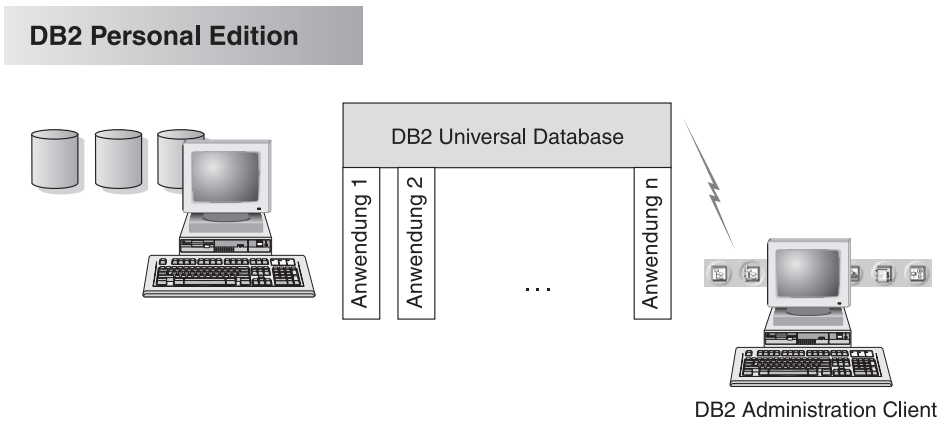 DB2 Personal Edition
DB2 Universal Database
Anwendung 1
Anwendung 2
...
Anwendung n
DB2 Administration Client